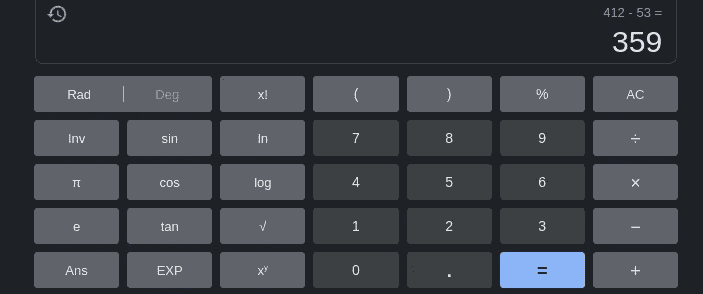 412 - 53 =
359
Rad Deg x! ( ) % AC
Inv sin ln 7 8 9 ÷
π cos log 4 5 6 ×
e tan √ 1 2 3 −
Ans EXP xʸ 0 . = +